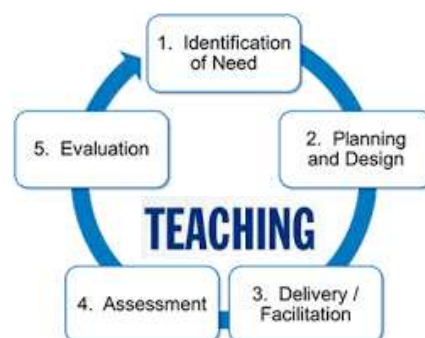 1. Identification
of Need
2. Planning
and Design
3. Delivery /
Facilitation
4. Assessment
5. Evaluation
TEACHING